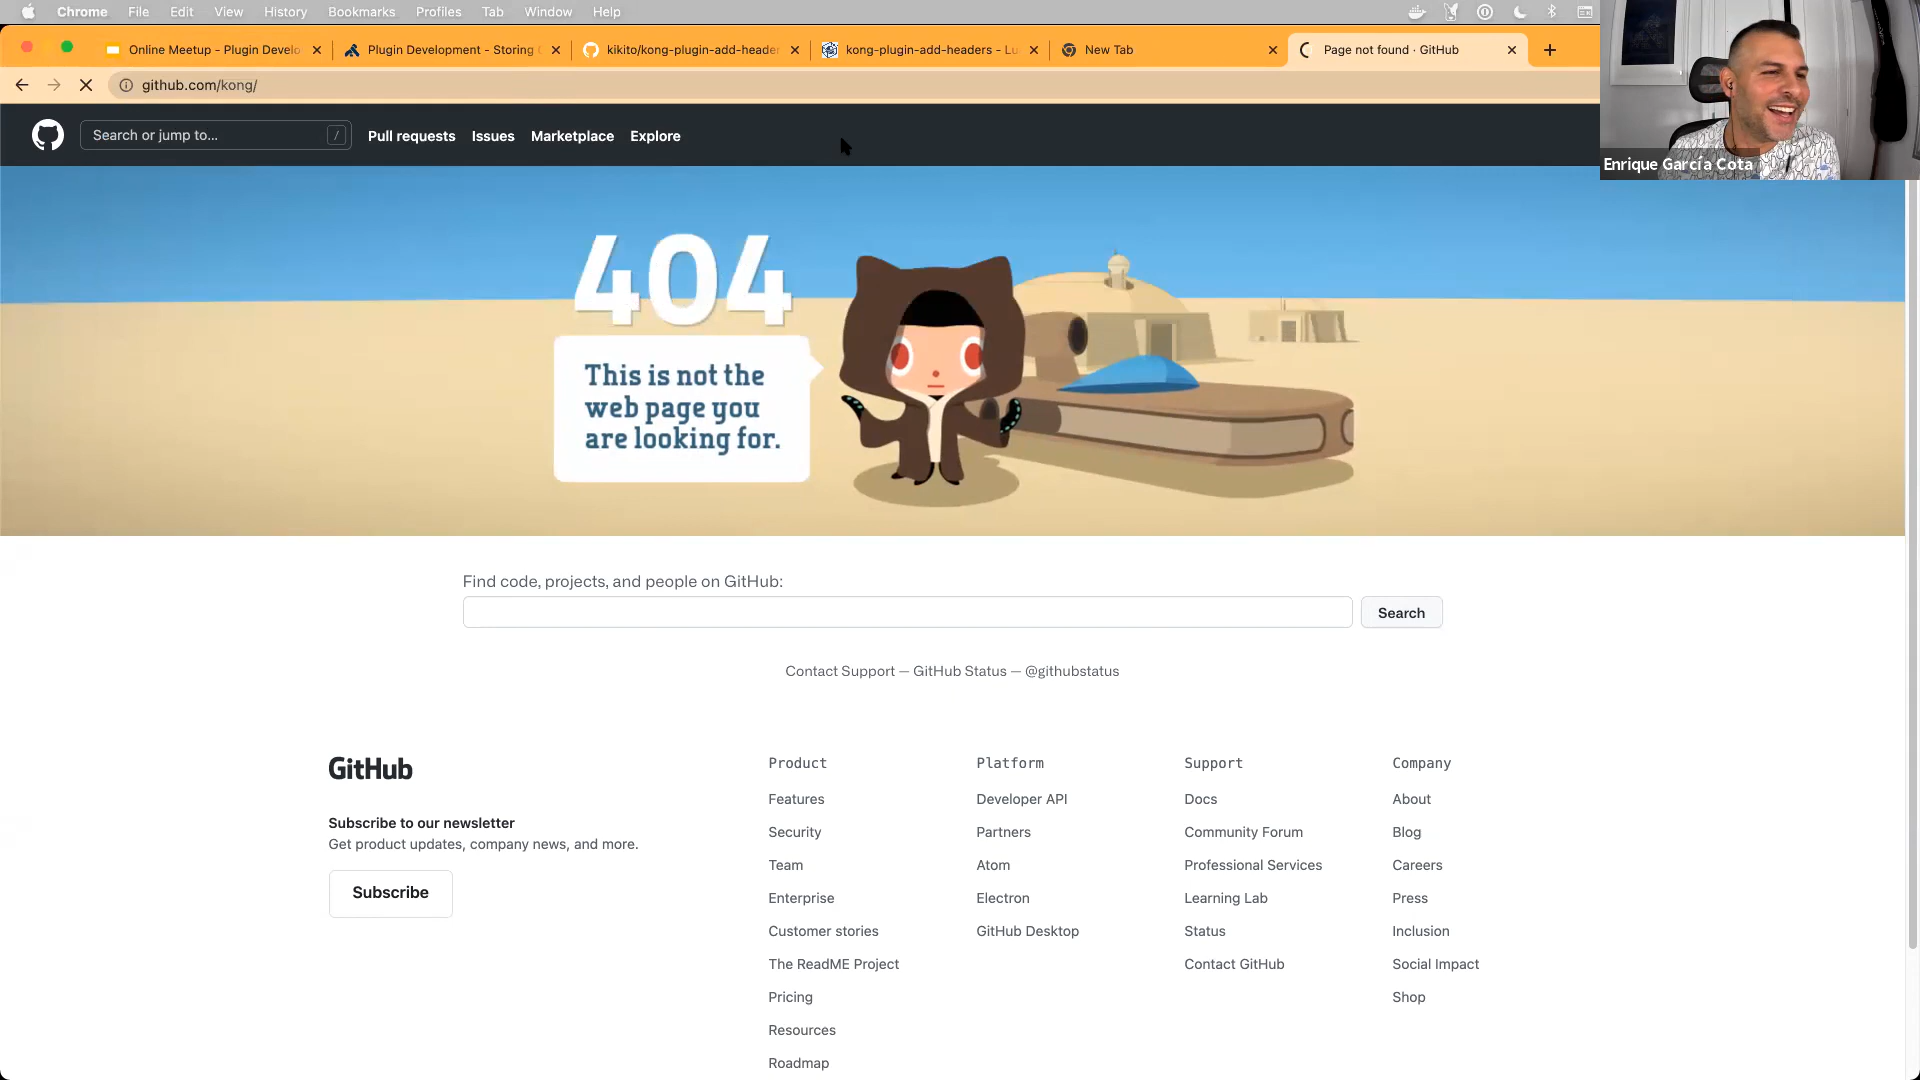 Chrome File Edit View History Bookmarks Profiles Tab Window Help
Online Meetup - Plugin Develo
Plugin Development - Storing
kikito/kong-plugin-add-header
kong-plugin-add-headers - Lu
New Tab
Page not found · GitHub
github.com/kong/
Search or jump to... /
Pull requests Issues Marketplace Explore
Enrique García Cota
404
This is not the
web page you
are looking for.
Find code, projects, and people on GitHub:
Search
Contact Support — GitHub Status — @githubstatus
GitHub
Subscribe to our newsletter
Get product updates, company news, and more.
Subscribe
Product
Features
Security
Team
Enterprise
Customer stories
The ReadME Project
Pricing
Resources
Roadmap
Platform
Developer API
Partners
Atom
Electron
GitHub Desktop
Support
Docs
Community Forum
Professional Services
Learning Lab
Status
Contact GitHub
Company
About
Blog
Careers
Press
Inclusion
Social Impact
Shop